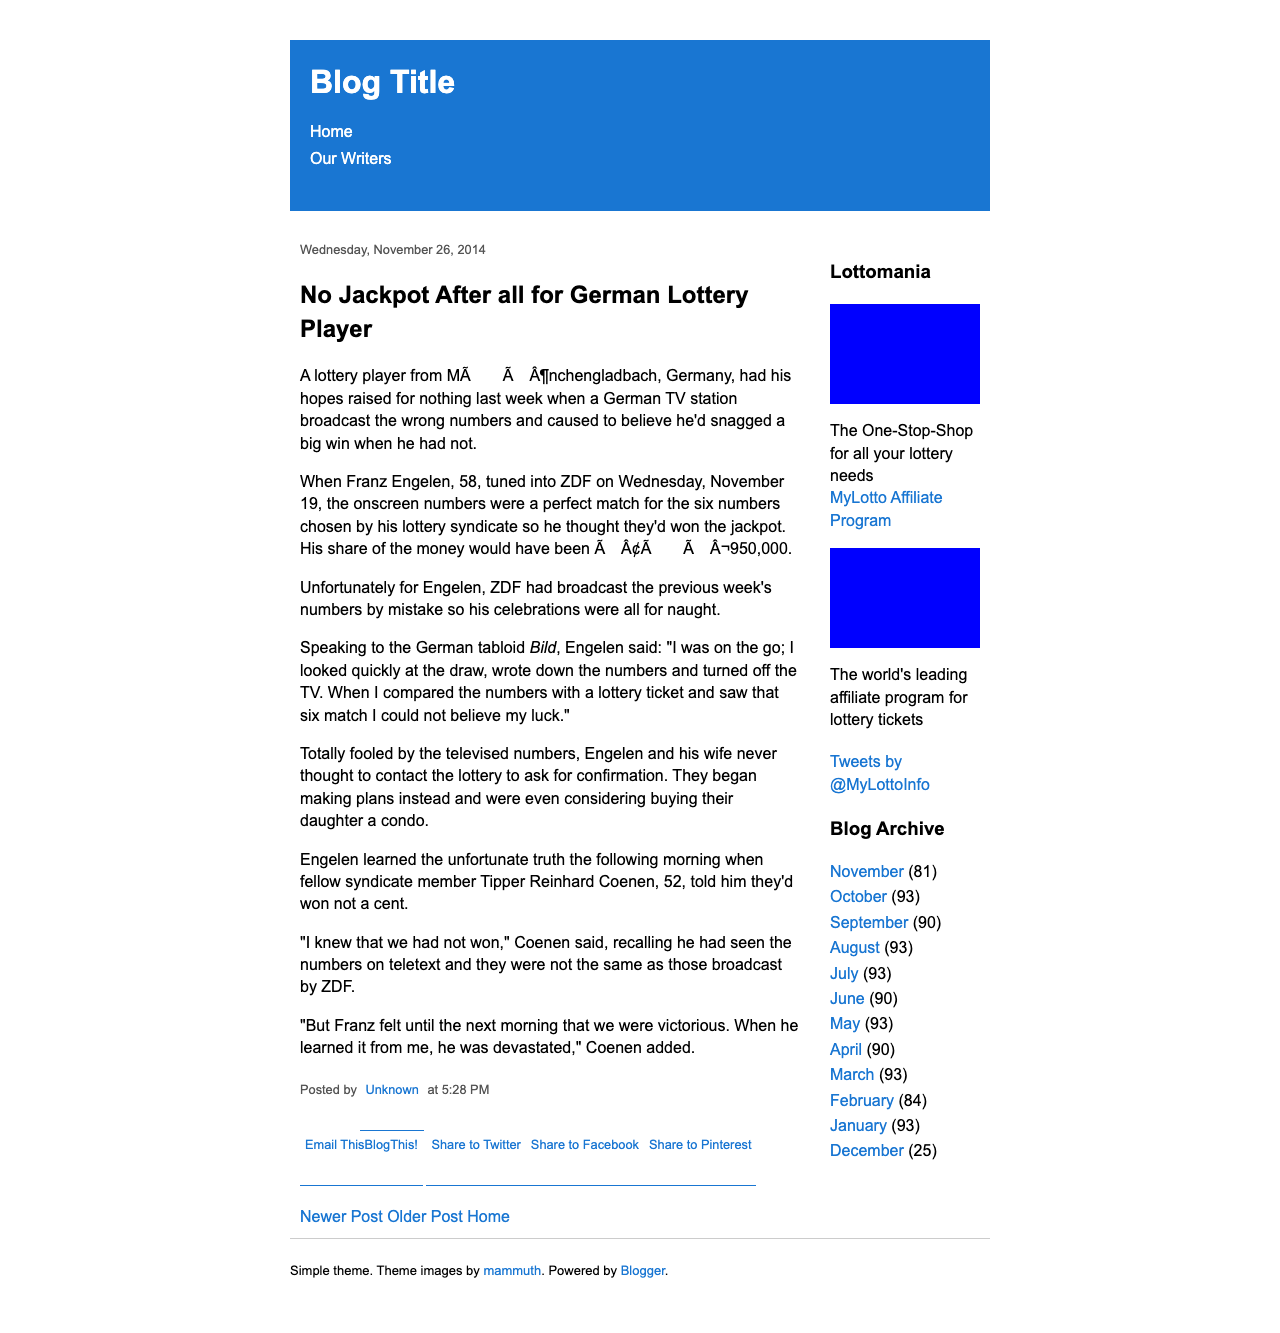 Blog Title
Home
Our Writers
Wednesday, November 26, 2014
No Jackpot After all for German Lottery
Player
A lottery player from MÃ  Ã Â¶nchengladbach, Germany, had his
hopes raised for nothing last week when a German TV station
broadcast the wrong numbers and caused to believe he'd snagged a
big win when he had not.
When Franz Engelen, 58, tuned into ZDF on Wednesday, November
19, the onscreen numbers were a perfect match for the six numbers
chosen by his lottery syndicate so he thought they'd won the jackpot.
His share of the money would have been Ã Â¢Ã  Ã Â¬950,000.
Unfortunately for Engelen, ZDF had broadcast the previous week's
numbers by mistake so his celebrations were all for naught.
Speaking to the German tabloid Bild, Engelen said: "I was on the go; I
looked quickly at the draw, wrote down the numbers and turned off the
TV. When I compared the numbers with a lottery ticket and saw that
six match I could not believe my luck."
Totally fooled by the televised numbers, Engelen and his wife never
thought to contact the lottery to ask for confirmation. They began
making plans instead and were even considering buying their
daughter a condo.
Engelen learned the unfortunate truth the following morning when
fellow syndicate member Tipper Reinhard Coenen, 52, told him they'd
won not a cent.
"I knew that we had not won," Coenen said, recalling he had seen the
numbers on teletext and they were not the same as those broadcast
by ZDF.
"But Franz felt until the next morning that we were victorious. When he
learned it from me, he was devastated," Coenen added.
Posted by Unknown at 5:28 PM
Email ThisBlogThis! Share to Twitter Share to Facebook Share to Pinterest
Newer Post Older Post Home
Lottomania
The One-Stop-Shop
for all your lottery
needs
MyLotto Affiliate
Program
The world's leading
affiliate program for
lottery tickets
Tweets by
@MyLottoInfo
Blog Archive
November (81)
October (93)
September (90)
August (93)
July (93)
June (90)
May (93)
April (90)
March (93)
February (84)
January (93)
December (25)
Simple theme. Theme images by mammuth. Powered by Blogger.